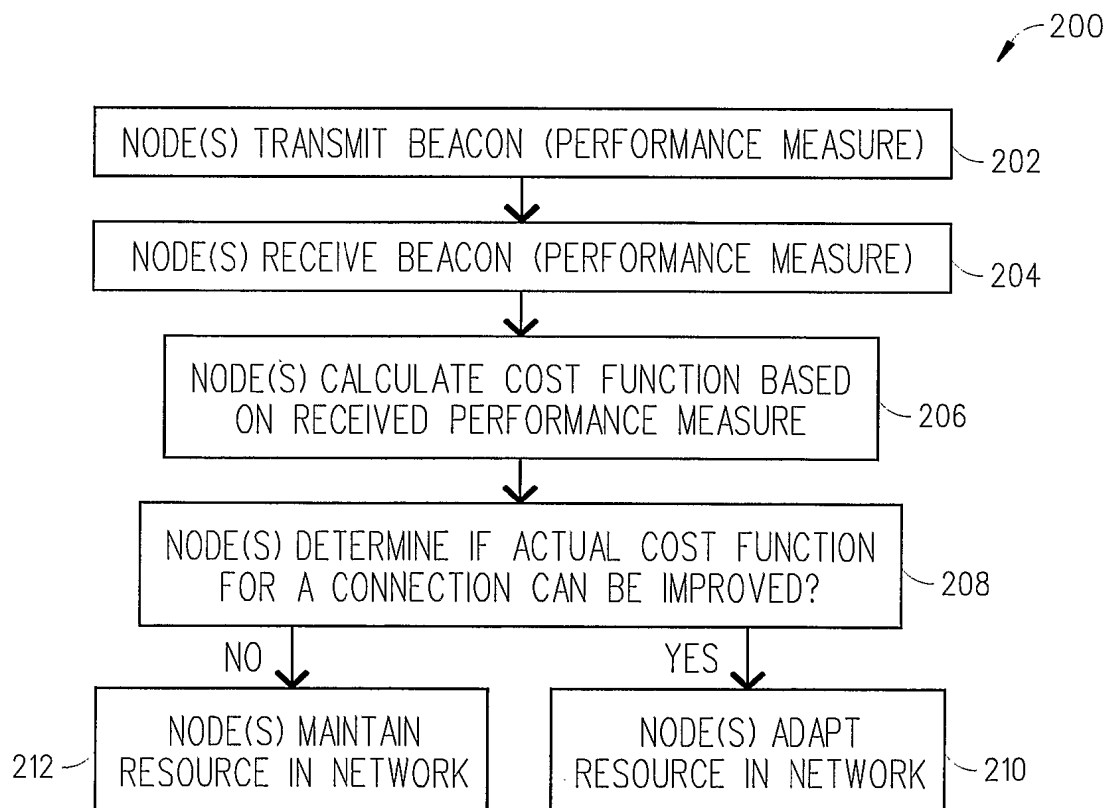 200
NODE(S) TRANSMIT BEACON (PERFORMANCE MEASURE)
202
NODE(S) RECEIVE BEACON (PERFORMANCE MEASURE)
204
NODE(S) CALCULATE COST FUNCTION BASED
ON RECEIVED PERFORMANCE MEASURE
206
NODE(S) DETERMINE IF ACTUAL COST FUNCTION
FOR A CONNECTION CAN BE IMPROVED?
208
NO
YES
212
NODE(S) MAINTAIN
RESOURCE IN NETWORK
NODE(S) ADAPT
RESOURCE IN NETWORK
210